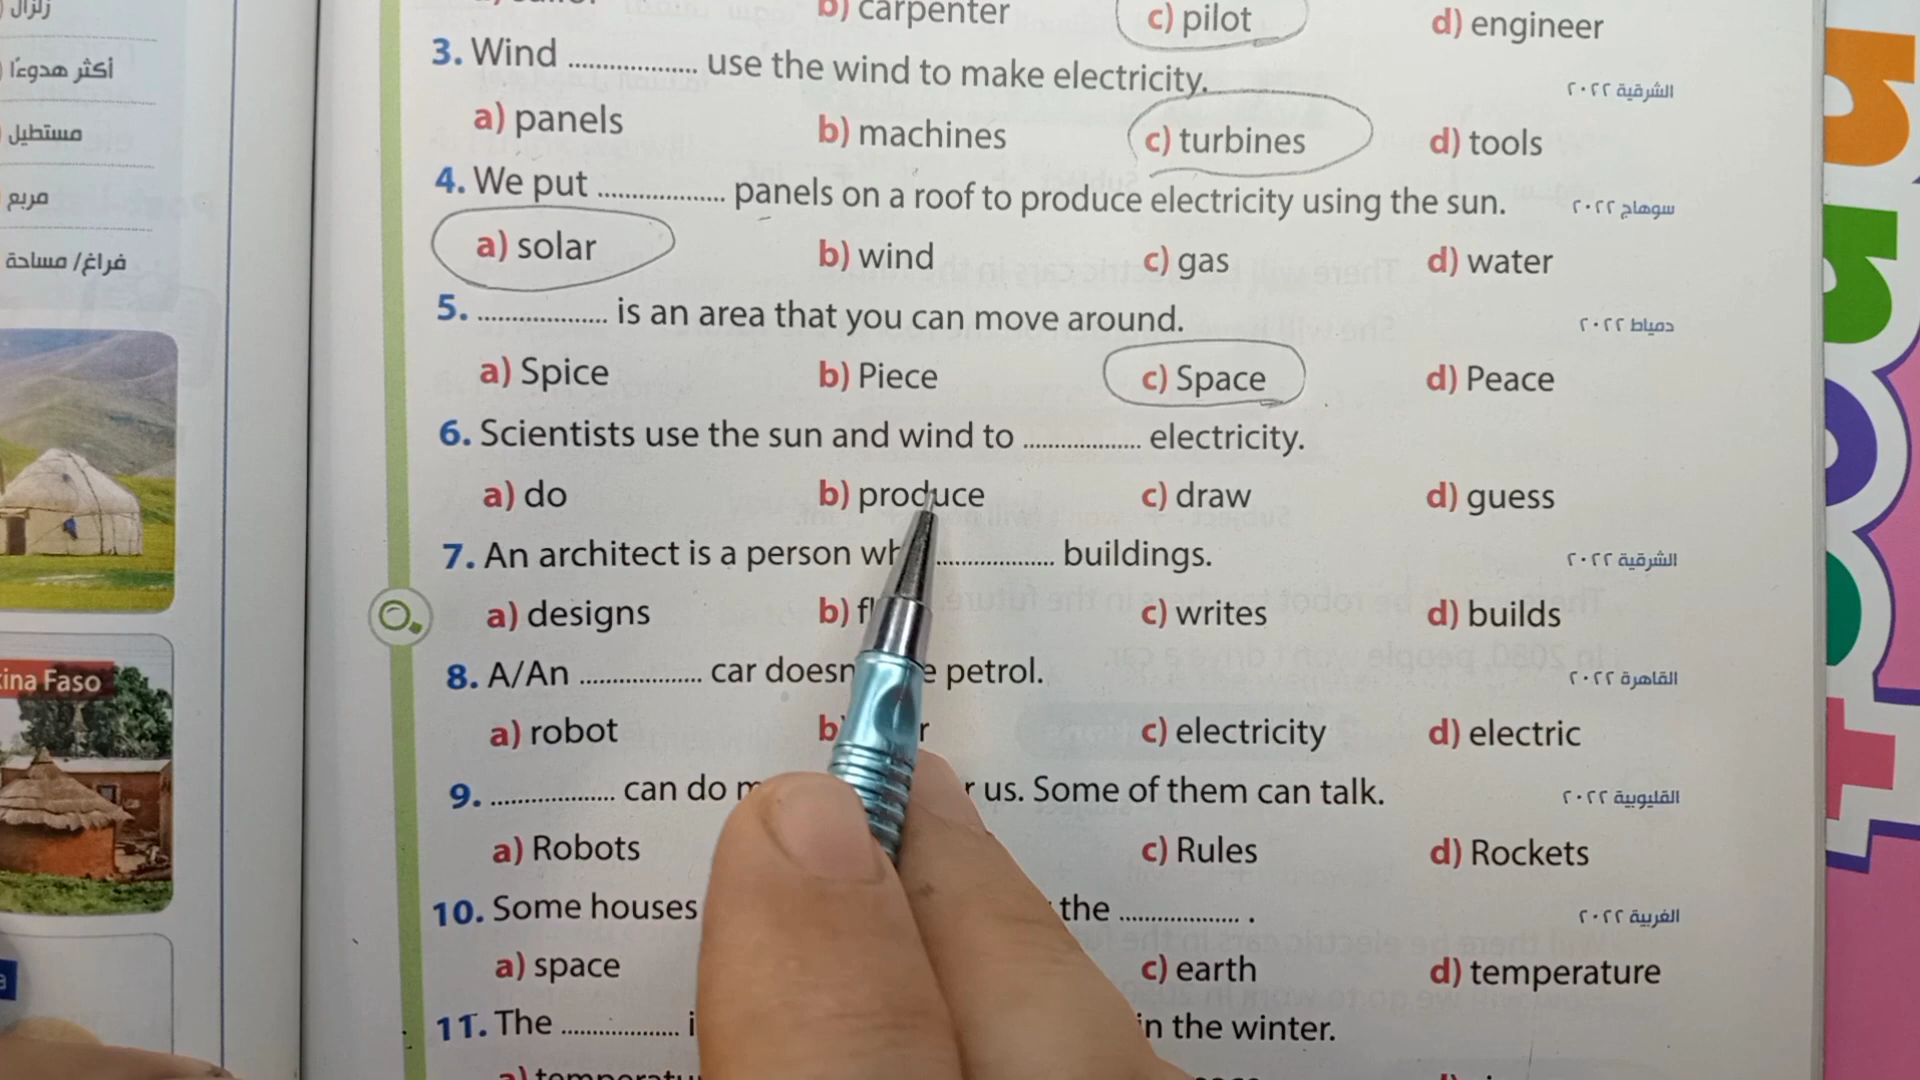 زلزال
أكثر هدوءًا
مستطيل
مربع
فراغ/ مساحة
ina Faso
b) carpenter c) pilot d) engineer
3. Wind .................. use the wind to make electricity. الشرقية ٢٠٢٢
a) panels b) machines c) turbines d) tools
4. We put .................. panels on a roof to produce electricity using the sun. سوهاج ٢٠٢٢
a) solar b) wind c) gas d) water
5. .................. is an area that you can move around. دمياط ٢٠٢٢
a) Spice b) Piece c) Space d) Peace
6. Scientists use the sun and wind to .................. electricity.
a) do b) produce c) draw d) guess
7. An architect is a person wh .................. buildings. الشرقية ٢٠٢٢
a) designs b) c) writes d) builds
8. A/An .................. car doesn petrol. القاهرة ٢٠٢٢
a) robot b) c) electricity d) electric
9. .................. can do us. Some of them can talk. القليوبية ٢٠٢٢
a) Robots c) Rules d) Rockets
10. Some houses the .................. . الغربية ٢٠٢٢
a) space c) earth d) temperature
11. The .................. in the winter.